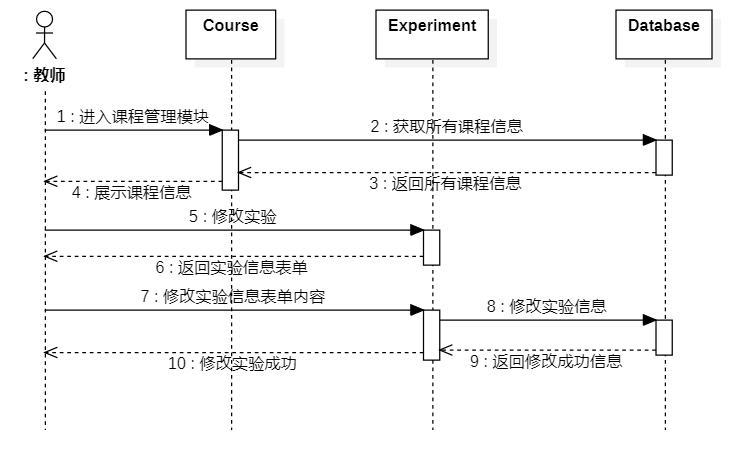 Course
Experiment
Database
: 教师
1 : 进入课程管理模块
2 : 获取所有课程信息
3 : 返回所有课程信息
4 : 展示课程信息
5 : 修改实验
6 : 返回实验信息表单
7 : 修改实验信息表单内容
8 : 修改实验信息
9 : 返回修改成功信息
10 : 修改实验成功